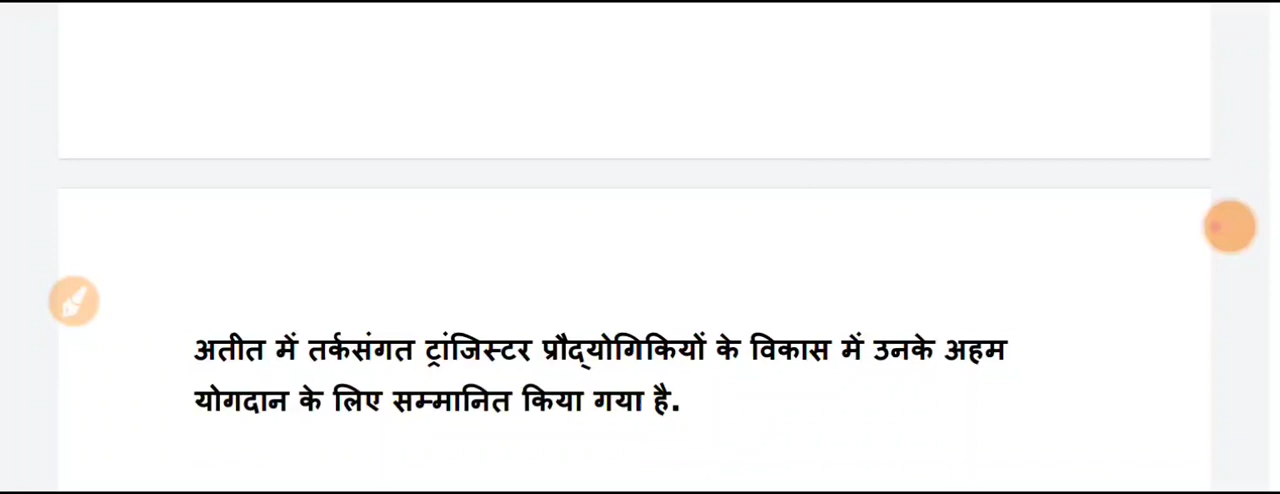 अतीत में तर्कसंगत ट्रांजिस्टर प्रौद्योगिकियों के विकास में उनके अहम
योगदान के लिए सम्मानित किया गया है.